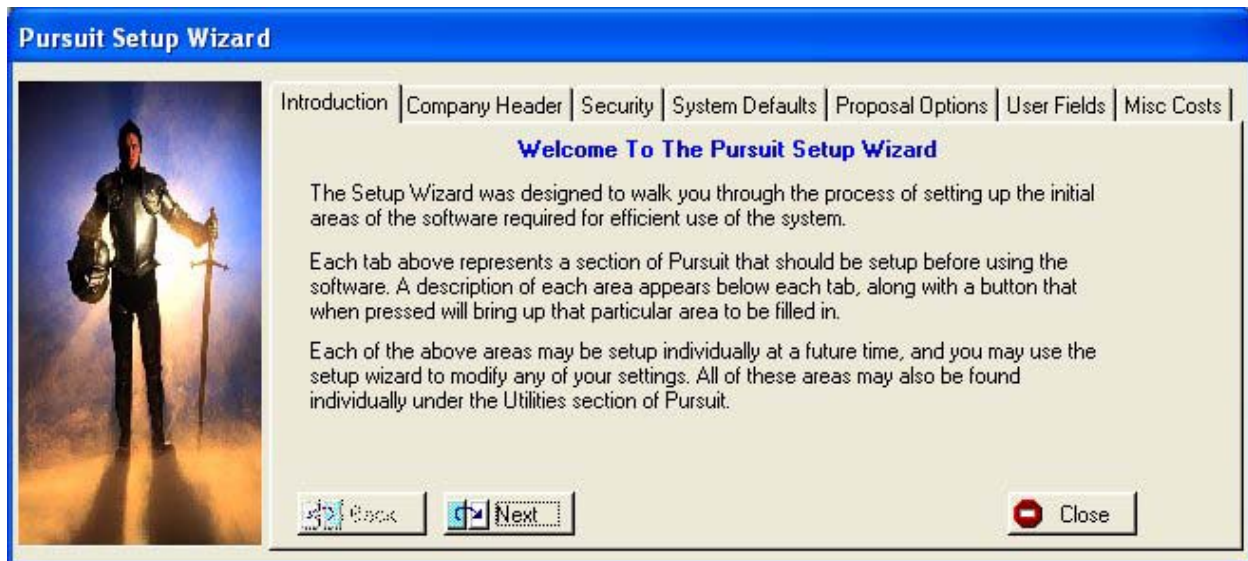 Pursuit Setup Wizard
Introduction Company Header Security System Defaults Proposal Options User Fields Misc Costs
Welcome To The Pursuit Setup Wizard
The Setup Wizard was designed to walk you through the process of setting up the initial
areas of the software required for efficient use of the system.
Each tab above represents a section of Pursuit that should be setup before using the
software. A description of each area appears below each tab, along with a button that
when pressed will bring up that particular area to be filled in.
Each of the above areas may be setup individually at a future time, and you may use the
setup wizard to modify any of your settings. All of these areas may also be found
individually under the Utilities section of Pursuit.
Back Next Close